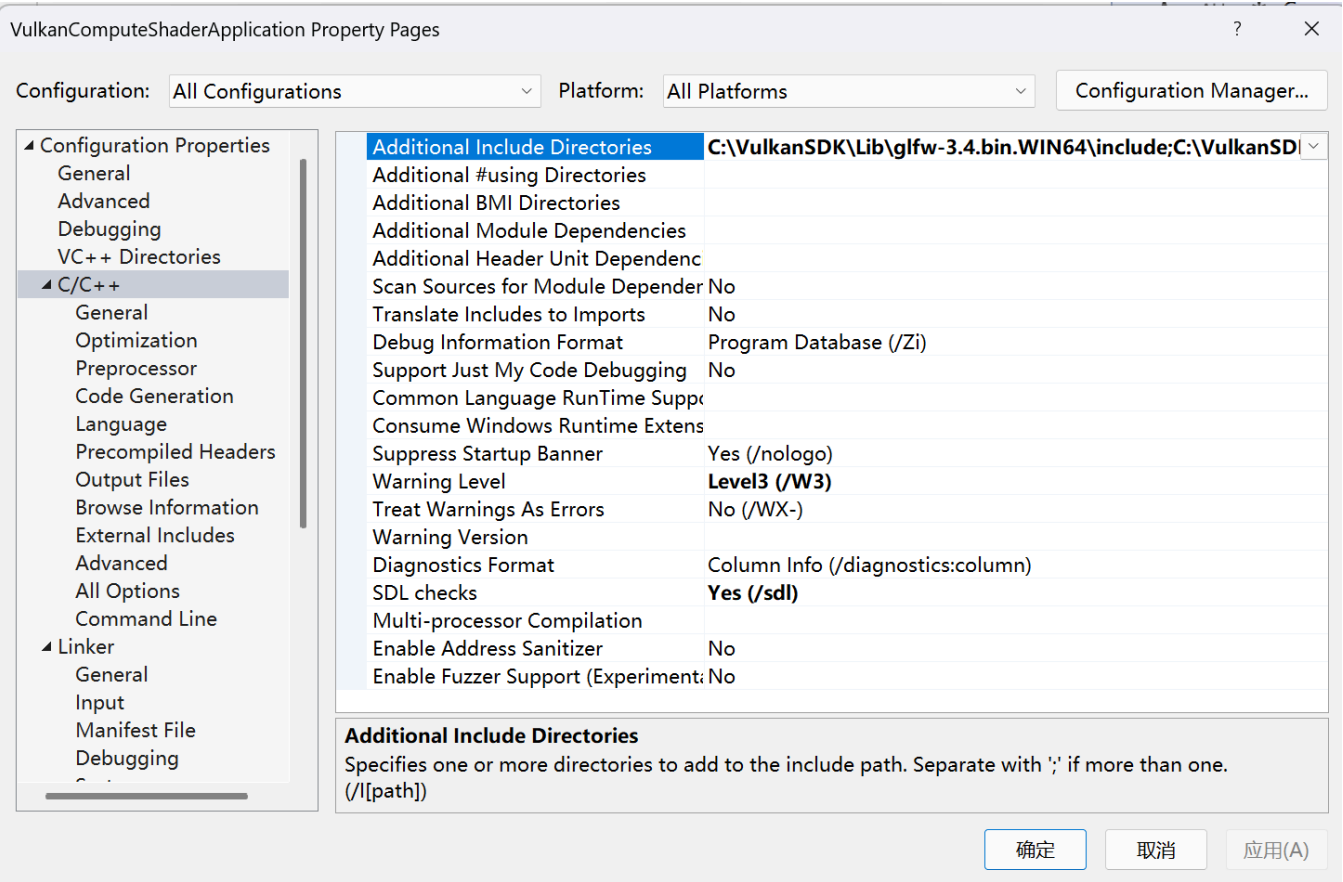 VulkanComputeShaderApplication Property Pages ?
Configuration: All Configurations Platform: All Platforms Configuration Manager...
Configuration Properties
General
Advanced
Debugging
VC++ Directories
C/C++
General
Optimization
Preprocessor
Code Generation
Language
Precompiled Headers
Output Files
Browse Information
External Includes
Advanced
All Options
Command Line
Linker
General
Input
Manifest File
Debugging
Additional Include Directories C:\VulkanSDK\Lib\glfw-3.4.bin.WIN64\include;C:\VulkanSD
Additional #using Directories
Additional BMI Directories
Additional Module Dependencies
Additional Header Unit Dependenc
Scan Sources for Module Depender No
Translate Includes to Imports No
Debug Information Format Program Database (/Zi)
Support Just My Code Debugging No
Common Language RunTime Suppo
Consume Windows Runtime Extens
Suppress Startup Banner Yes (/nologo)
Warning Level Level3 (/W3)
Treat Warnings As Errors No (/WX-)
Warning Version
Diagnostics Format Column Info (/diagnostics:column)
SDL checks Yes (/sdl)
Multi-processor Compilation
Enable Address Sanitizer No
Enable Fuzzer Support (Experimenta No
Additional Include Directories
Specifies one or more directories to add to the include path. Separate with ';' if more than one.
(/I[path])
确定 取消 应用(A)